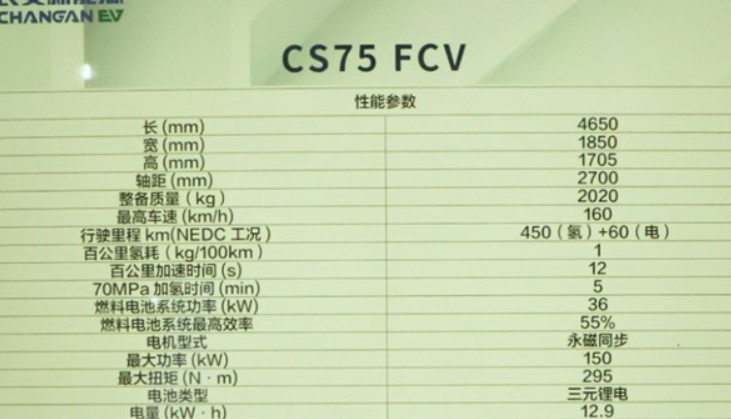 长安新能源
CHANGAN EV
CS75 FCV
性能参数
长 (mm) 4650
宽 (mm) 1850
高 (mm) 1705
轴距 (mm) 2700
整备质量（kg） 2020
最高车速 (km/h) 160
行驶里程 km(NEDC 工况） 450（氢）+60（电）
百公里氢耗（kg/100km） 1
百公里加速时间 (s) 12
70MPa 加氢时间 (min) 5
燃料电池系统功率 (kW) 36
燃料电池系统最高效率 55%
电机型式 永磁同步
最大功率 (kW) 150
最大扭矩 (N · m) 295
电池类型 三元锂电
电量 (kW · h) 12.9